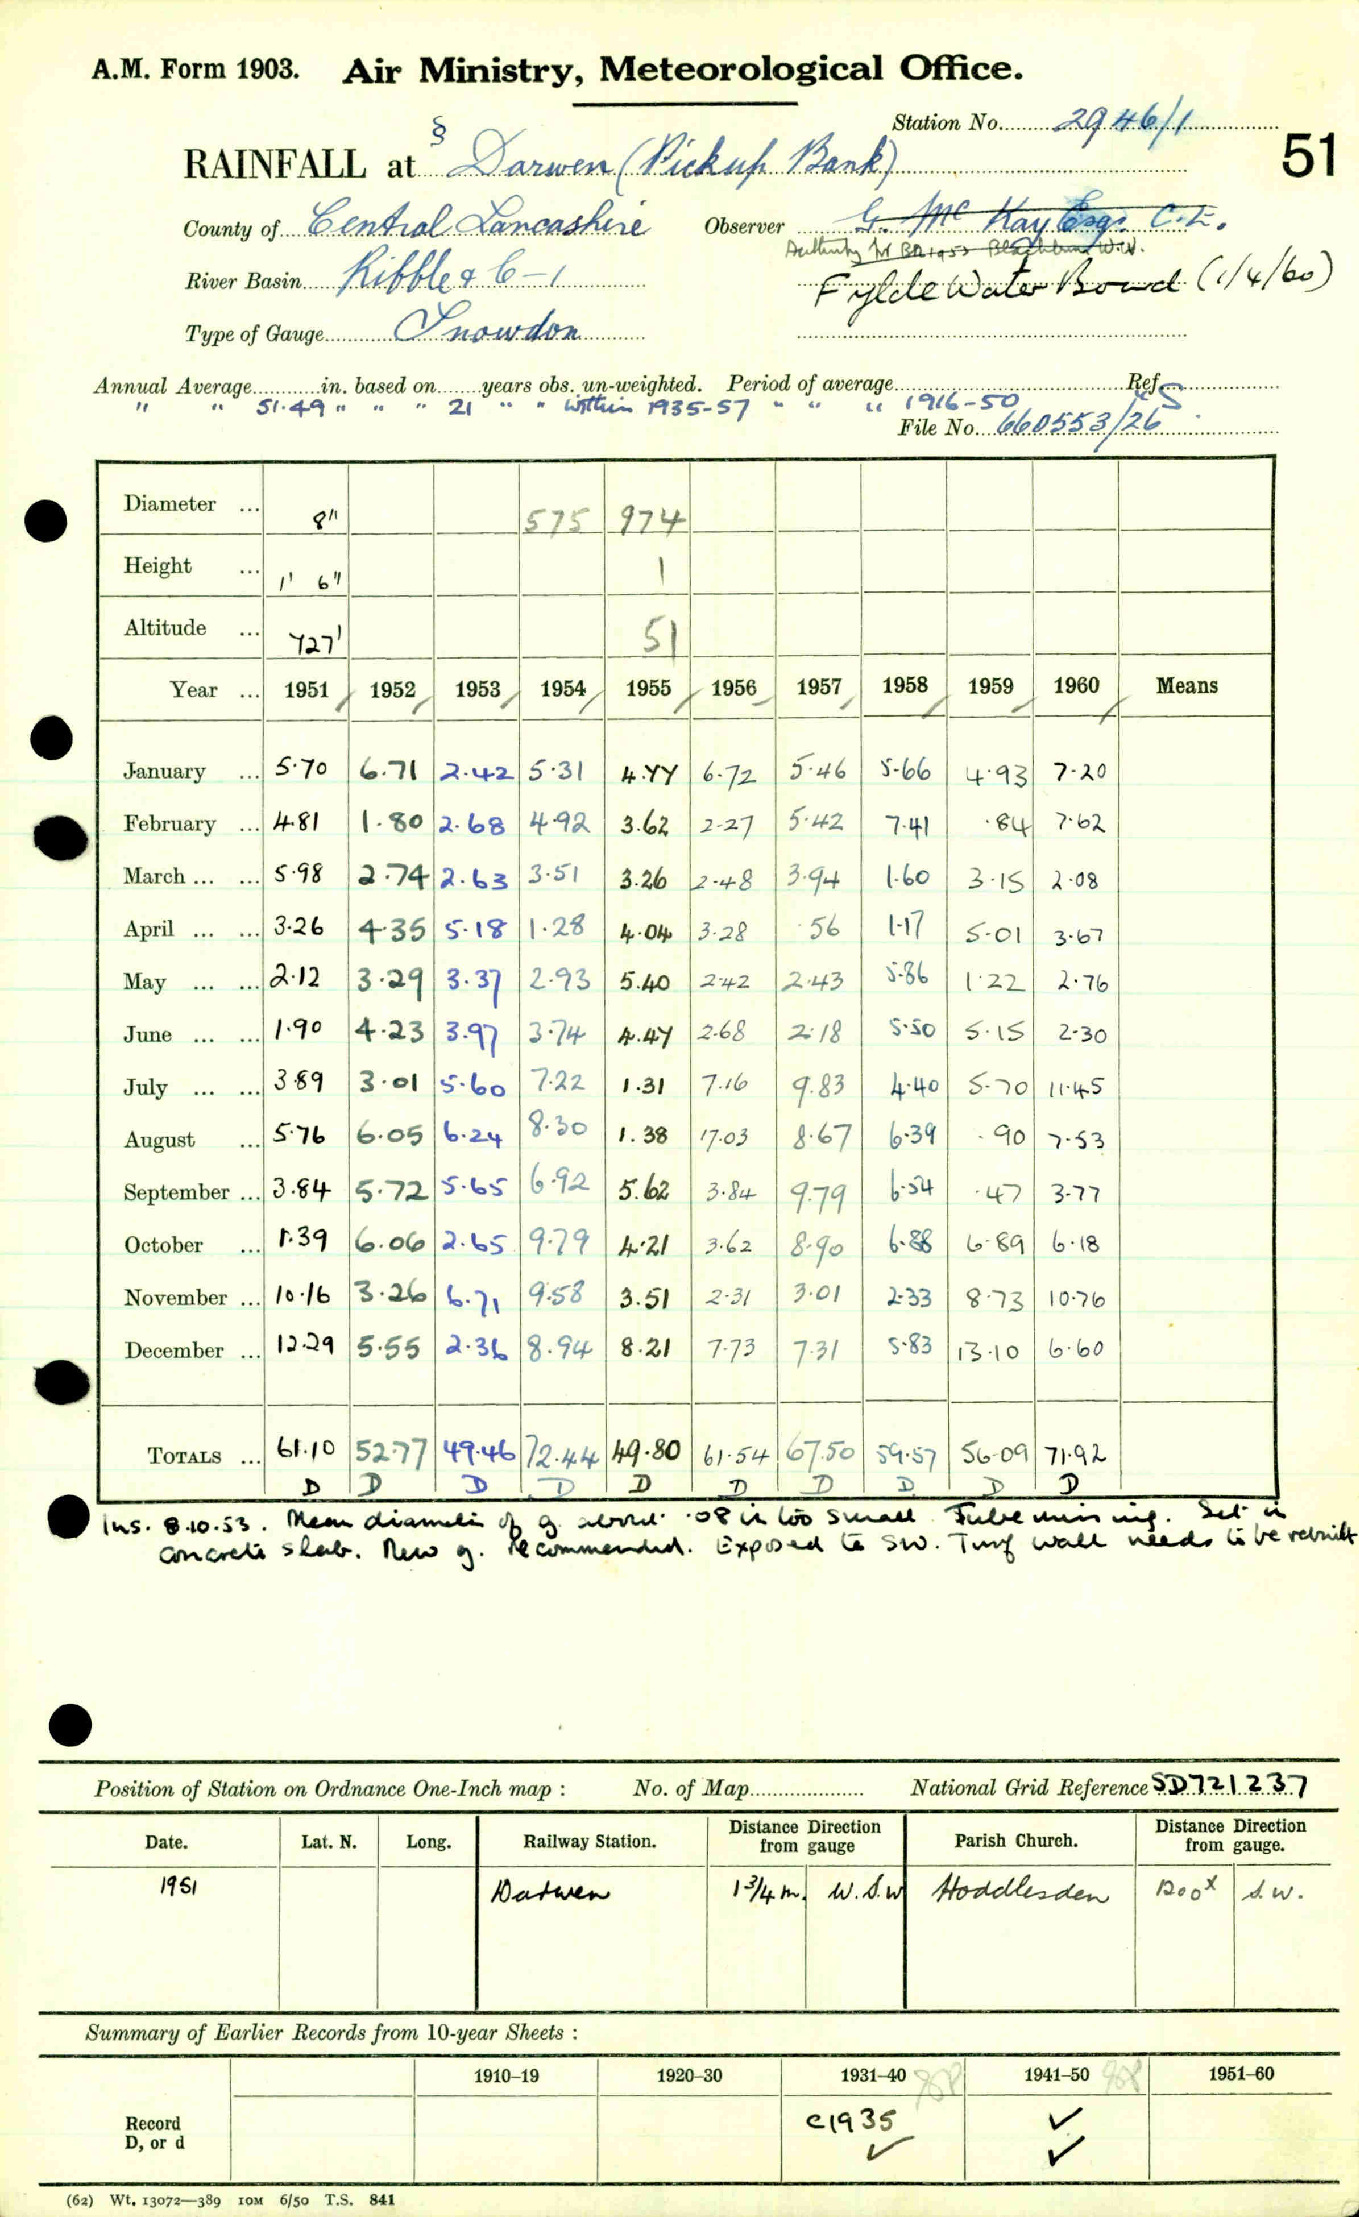 A.M. Form 1903. Air Ministry, Meteorological Office.
Station No. 2946/1
51
RAINFALL at § Darwen (Pickup Bank)
County of Central Lancashire Observer G. McKay Esq. C.E.
Authority Blackburn W.W.
River Basin Ribble & C-1 Fylde Water Board (1/4/60)
Type of Gauge Snowdon
Annual Average in. based on years obs. un-weighted. Period of average Ref.
" " 51.49 " " " 21 " " within 1935-57 " " " 1916-50 S
File No. 660553/26
Diameter ... 8" 575 974
Height ... 1' 6" 1
Altitude ... 727' 51
Year ... 1951 1952 1953 1954 1955 1956 1957 1958 1959 1960 Means
January ... 5.70 6.71 2.42 5.31 4.77 6.72 5.46 5.66 4.93 7.20
February ... 4.81 1.80 2.68 4.92 3.62 2.27 5.42 7.41 .84 7.62
March ... ... 5.98 2.74 2.63 3.51 3.26 2.48 3.94 1.60 3.15 2.08
April ... ... 3.26 4.35 5.18 1.28 4.04 3.28 .56 1.17 5.01 3.67
May ... ... 2.12 3.29 3.37 2.93 5.40 2.42 2.43 5.86 1.22 2.76
June ... ... 1.90 4.23 3.97 3.74 4.47 2.68 2.18 5.50 5.15 2.30
July ... ... 3.89 3.01 5.60 7.22 1.31 7.16 9.83 4.40 5.70 11.45
August ... 5.76 6.05 6.24 8.30 1.38 17.03 8.67 6.39 .90 7.53
September ... 3.84 5.72 5.65 6.92 5.62 3.84 9.79 6.54 .47 3.77
October ... 1.39 6.06 2.65 9.79 4.21 3.62 8.90 6.88 6.89 6.18
November ... 10.16 3.26 6.71 9.58 3.51 2.31 3.01 2.33 8.73 10.76
December ... 12.29 5.55 2.36 8.94 8.21 7.73 7.31 5.83 13.10 6.60
TOTALS ... 61.10 52.77 49.46 72.44 49.80 61.54 67.50 59.57 56.09 71.92
D D D D D D D D D D
Ins. 8.10.53. Mean diameter of g. about .08 in too small. Tube missing. Set in
concrete slab. New g. recommended. Exposed to SW. Turf wall needs to be rebuilt
Position of Station on Ordnance One-Inch map : No. of Map National Grid Reference SD721237
Date. Lat. N. Long. Railway Station. Distance Direction from gauge Parish Church. Distance Direction from gauge.
1951 Darwen 1 3/4 m. W.S.W Hoddlesden 1200x S.W.
Summary of Earlier Records from 10-year Sheets :
1910–19 1920–30 1931–40 1941–50 1951–60
Record c1935 ✓
D, or d ✓ ✓
(62) Wt. 13072—389 10M 6/50 T.S. 841